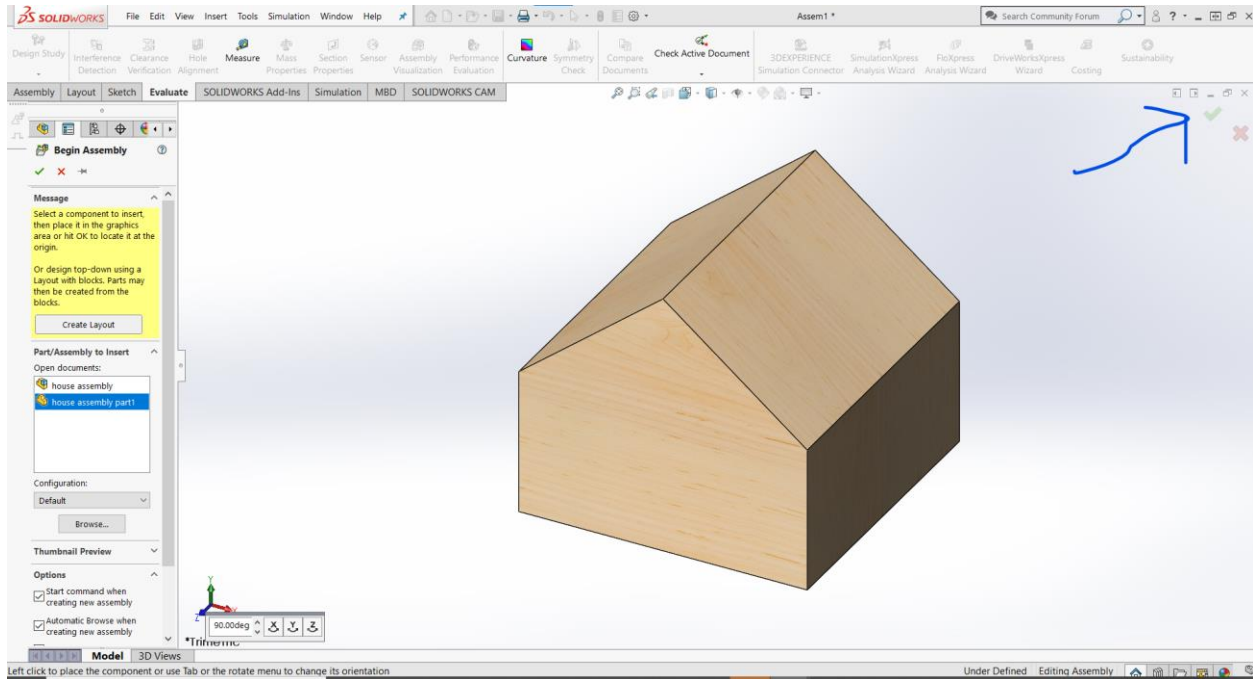 SOLIDWORKS File Edit View Insert Tools Simulation Window Help Assem1 * Search Community Forum ?
Design Study
Interference Detection
Clearance Verification
Hole Alignment
Measure
Mass Properties
Section Properties
Sensor
Assembly Visualization
Performance Evaluation
Curvature
Symmetry Check
Compare Documents
Check Active Document
3DEXPERIENCE Simulation Connector
SimulationXpress Analysis Wizard
FloXpress Analysis Wizard
DriveWorksXpress Wizard
Costing
Sustainability
Assembly Layout Sketch Evaluate SOLIDWORKS Add-Ins Simulation MBD SOLIDWORKS CAM
Begin Assembly
Message
Select a component to insert,
then place it in the graphics
area or hit OK to locate it at the
origin.
Or design top-down using a
Layout with blocks. Parts may
then be created from the
blocks.
Create Layout
Part/Assembly to Insert
Open documents:
house assembly
house assembly part1
Configuration:
Default
Browse...
Thumbnail Preview
Options
Start command when
creating new assembly
Automatic Browse when
creating new assembly
Y
X
Z
90.00deg X Y Z
*Trimetric
Model 3D Views
Left click to place the component or use Tab or the rotate menu to change its orientation
Under Defined Editing Assembly